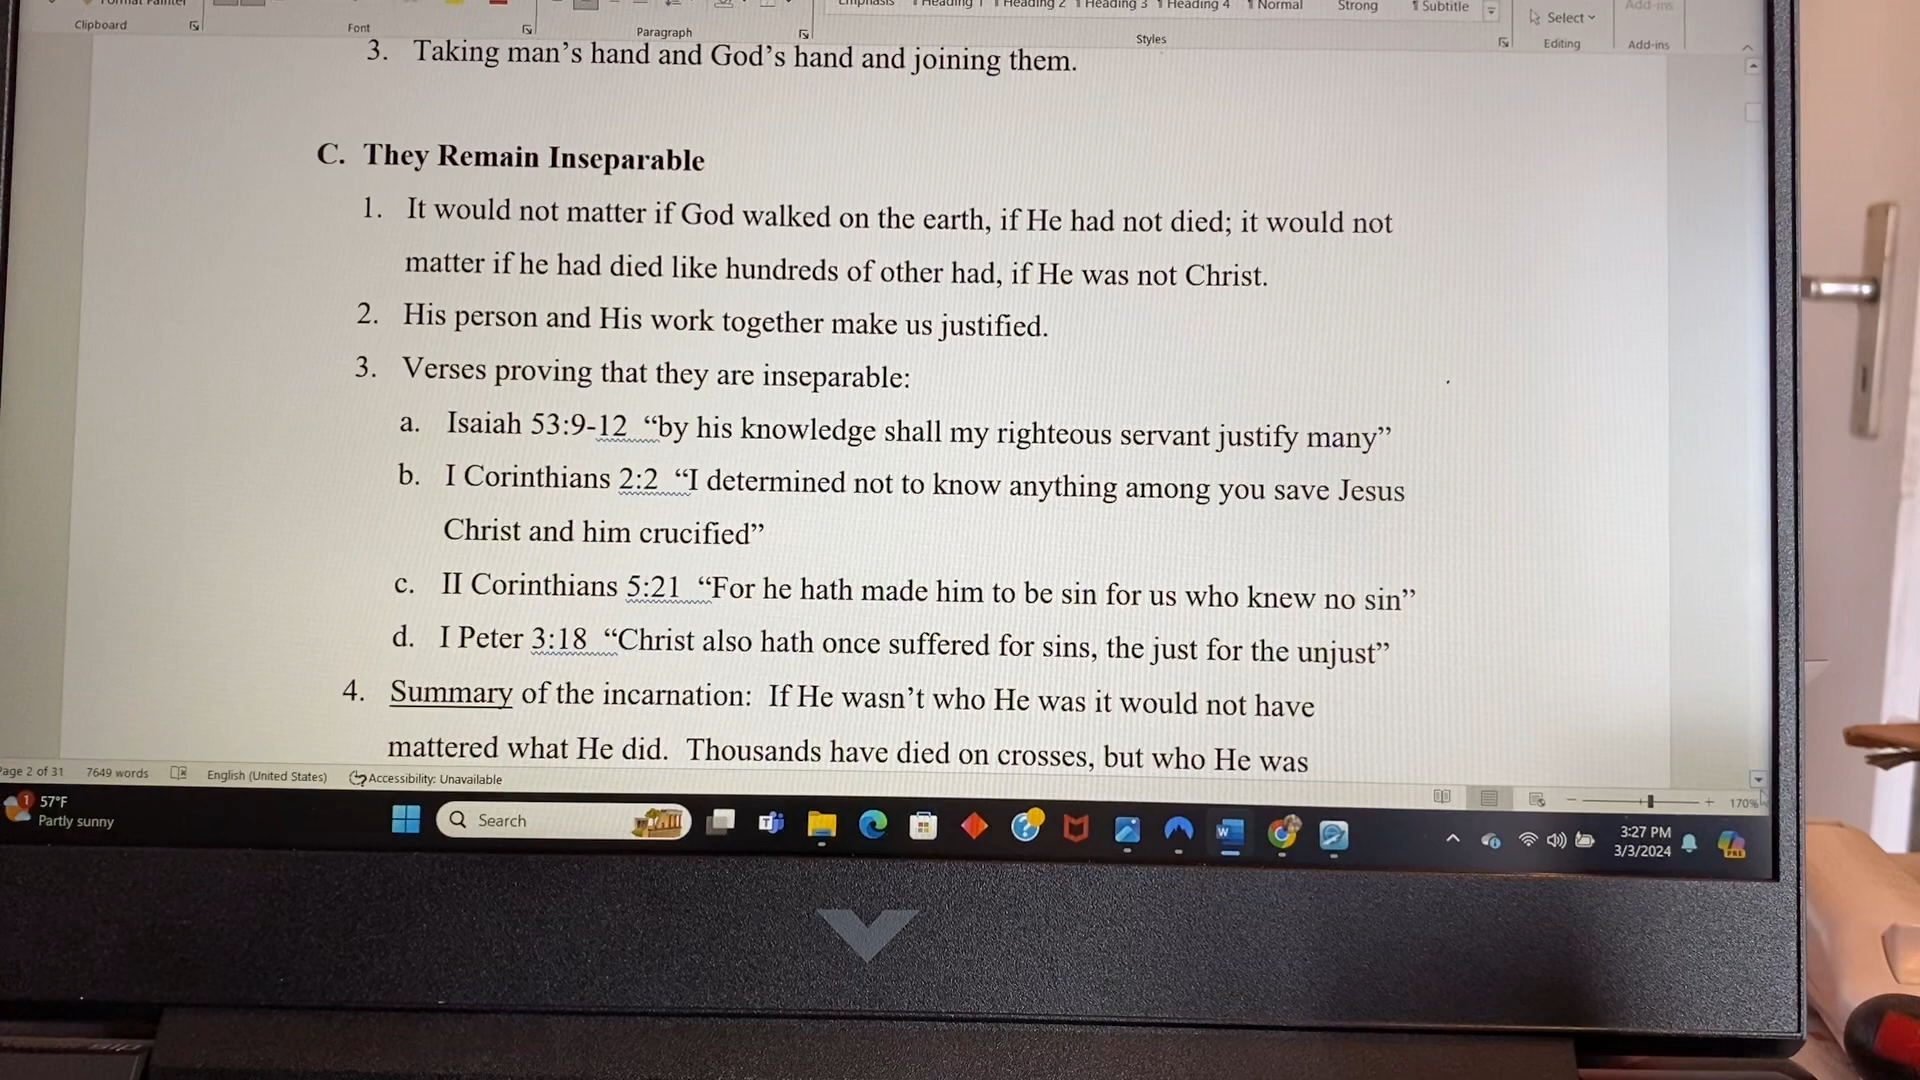 Format Painter
Emphasis ¶ Heading 1 ¶ Heading 2 ¶ Heading 3 ¶ Heading 4 ¶ Normal Strong ¶ Subtitle
Select
Add-ins
Clipboard Font Paragraph Styles Editing Add-ins
3. Taking man’s hand and God’s hand and joining them.
C. They Remain Inseparable
1. It would not matter if God walked on the earth, if He had not died; it would not
matter if he had died like hundreds of other had, if He was not Christ.
2. His person and His work together make us justified.
3. Verses proving that they are inseparable:
a. Isaiah 53:9-12 “by his knowledge shall my righteous servant justify many”
b. I Corinthians 2:2 “I determined not to know anything among you save Jesus
Christ and him crucified”
c. II Corinthians 5:21 “For he hath made him to be sin for us who knew no sin”
d. I Peter 3:18 “Christ also hath once suffered for sins, the just for the unjust”
4. Summary of the incarnation: If He wasn’t who He was it would not have
mattered what He did. Thousands have died on crosses, but who He was
Page 2 of 31 7649 words English (United States) Accessibility: Unavailable 170%
1 57°F
Partly sunny
Search
3:27 PM
3/3/2024